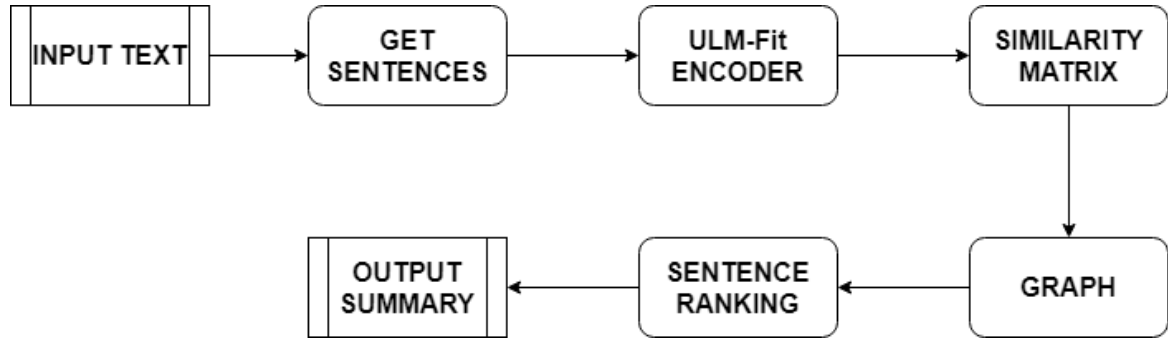 INPUT TEXT
GET
SENTENCES
ULM-Fit
ENCODER
SIMILARITY
MATRIX
GRAPH
SENTENCE
RANKING
OUTPUT
SUMMARY